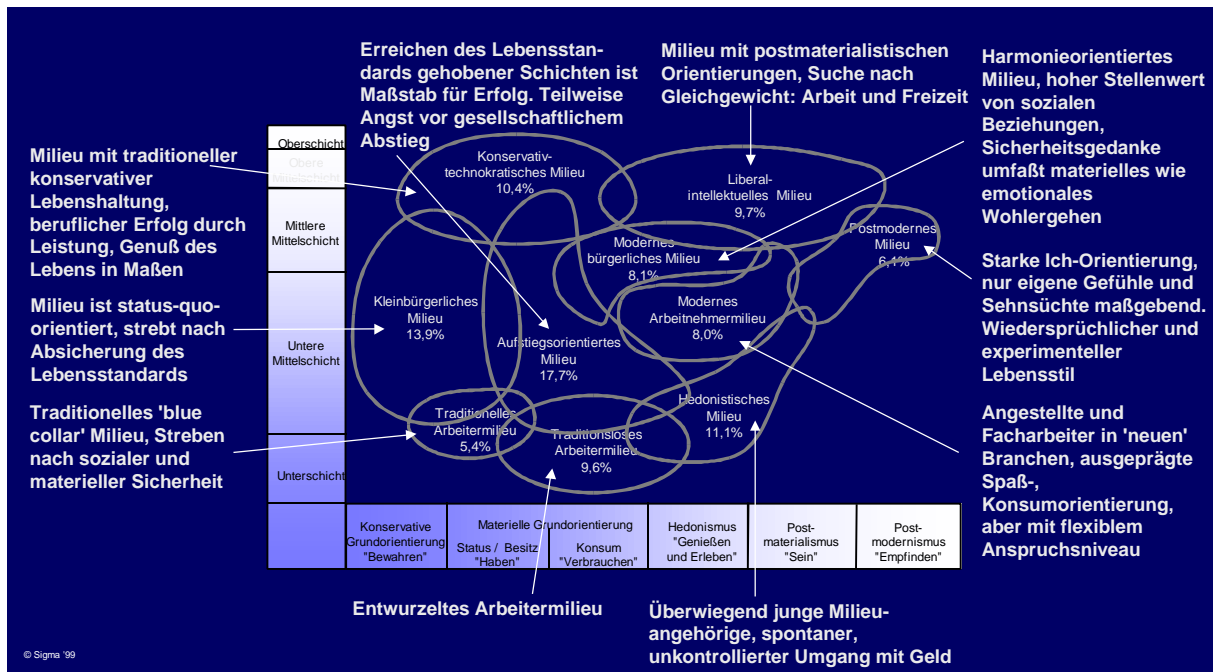 Erreichen des Lebensstan-
dards gehobener Schichten ist
Maßstab für Erfolg. Teilweise
Angst vor gesellschaftlichem
Abstieg
Milieu mit postmaterialistischen
Orientierungen, Suche nach
Gleichgewicht: Arbeit und Freizeit
Harmonieorientiertes
Milieu, hoher Stellenwert
von sozialen
Beziehungen,
Sicherheitsgedanke
umfaßt materielles wie
emotionales
Wohlergehen
Milieu mit traditioneller
konservativer
Lebenshaltung,
beruflicher Erfolg durch
Leistung, Genuß des
Lebens in Maßen
Milieu ist status-quo-
orientiert, strebt nach
Absicherung des
Lebensstandards
Traditionelles 'blue
collar' Milieu, Streben
nach sozialer und
materieller Sicherheit
Oberschicht
Obere
Mittelschicht
Mittlere
Mittelschicht
Untere
Mittelschicht
Unterschicht
Konservativ-
technokratisches Milieu
10,4%
Liberal-
intellektuelles Milieu
9,7%
Postmodernes
Milieu
6,1%
Modernes
bürgerliches Milieu
8,1%
Kleinbürgerliches
Milieu
13,9%
Modernes
Arbeitnehmermilieu
8,0%
Aufstiegsorientiertes
Milieu
17,7%
Traditionelles
Arbeitermilieu
5,4%
Traditionsloses
Arbeitermilieu
9,6%
Hedonistisches
Milieu
11,1%
Starke Ich-Orientierung,
nur eigene Gefühle und
Sehnsüchte maßgebend.
Wiedersprüchlicher und
experimenteller
Lebensstil
Angestellte und
Facharbeiter in 'neuen'
Branchen, ausgeprägte
Spaß-,
Konsumorientierung,
aber mit flexiblem
Anspruchsniveau
Konservative
Grundorientierung
"Bewahren"
Materielle Grundorientierung
Status / Besitz
"Haben"
Konsum
"Verbrauchen"
Hedonismus
"Genießen
und Erleben"
Post-
materialismus
"Sein"
Post-
modernismus
"Empfinden"
Entwurzeltes Arbeitermilieu
Überwiegend junge Milieu-
angehörige, spontaner,
unkontrollierter Umgang mit Geld
© Sigma '99